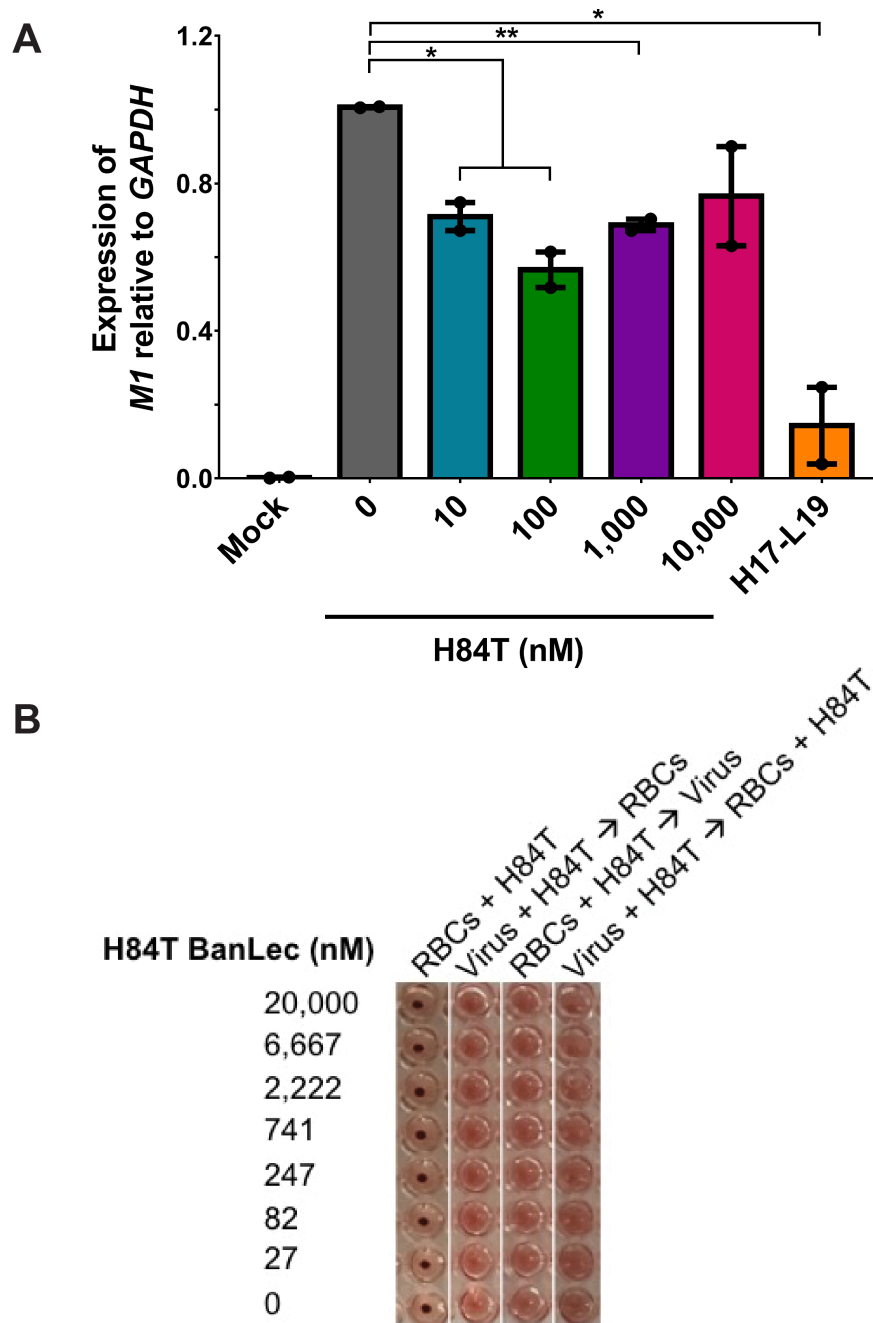 A
Expression of
M1 relative to GAPDH
1.2
0.8
0.4
0.0
*
**
*
Mock
0
10
100
1,000
10,000
H17-L19
H84T (nM)
B
RBCs + H84T
Virus + H84T → RBCs
RBCs + H84T → Virus
Virus + H84T → RBCs + H84T
H84T BanLec (nM)
20,000
6,667
2,222
741
247
82
27
0